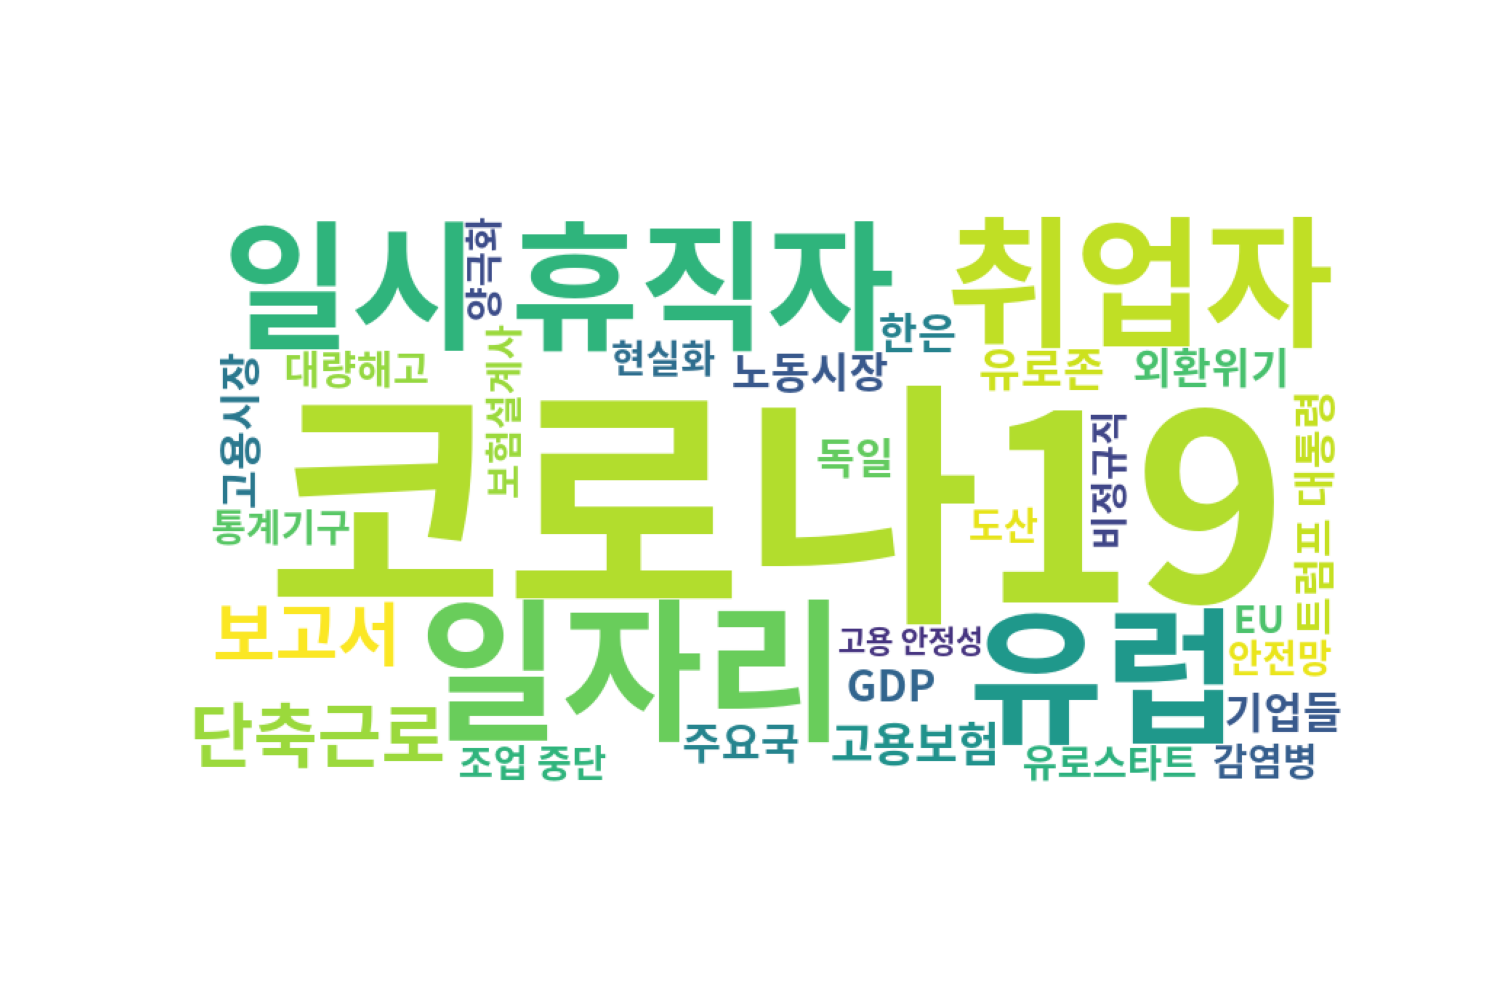 일시 휴직자
양극화
취업자
한은
대량해고
보험설계사
현실화
노동시장
유로존
외환위기
고용시장
코로나19
독일
비정규직
트럼프 대통령
통계기구
도산
보고서
일자리
고용 안정성
유럽
EU
안전망
GDP
기업들
단축근로
조업 중단
주요국
고용보험
유로스타트
감염병